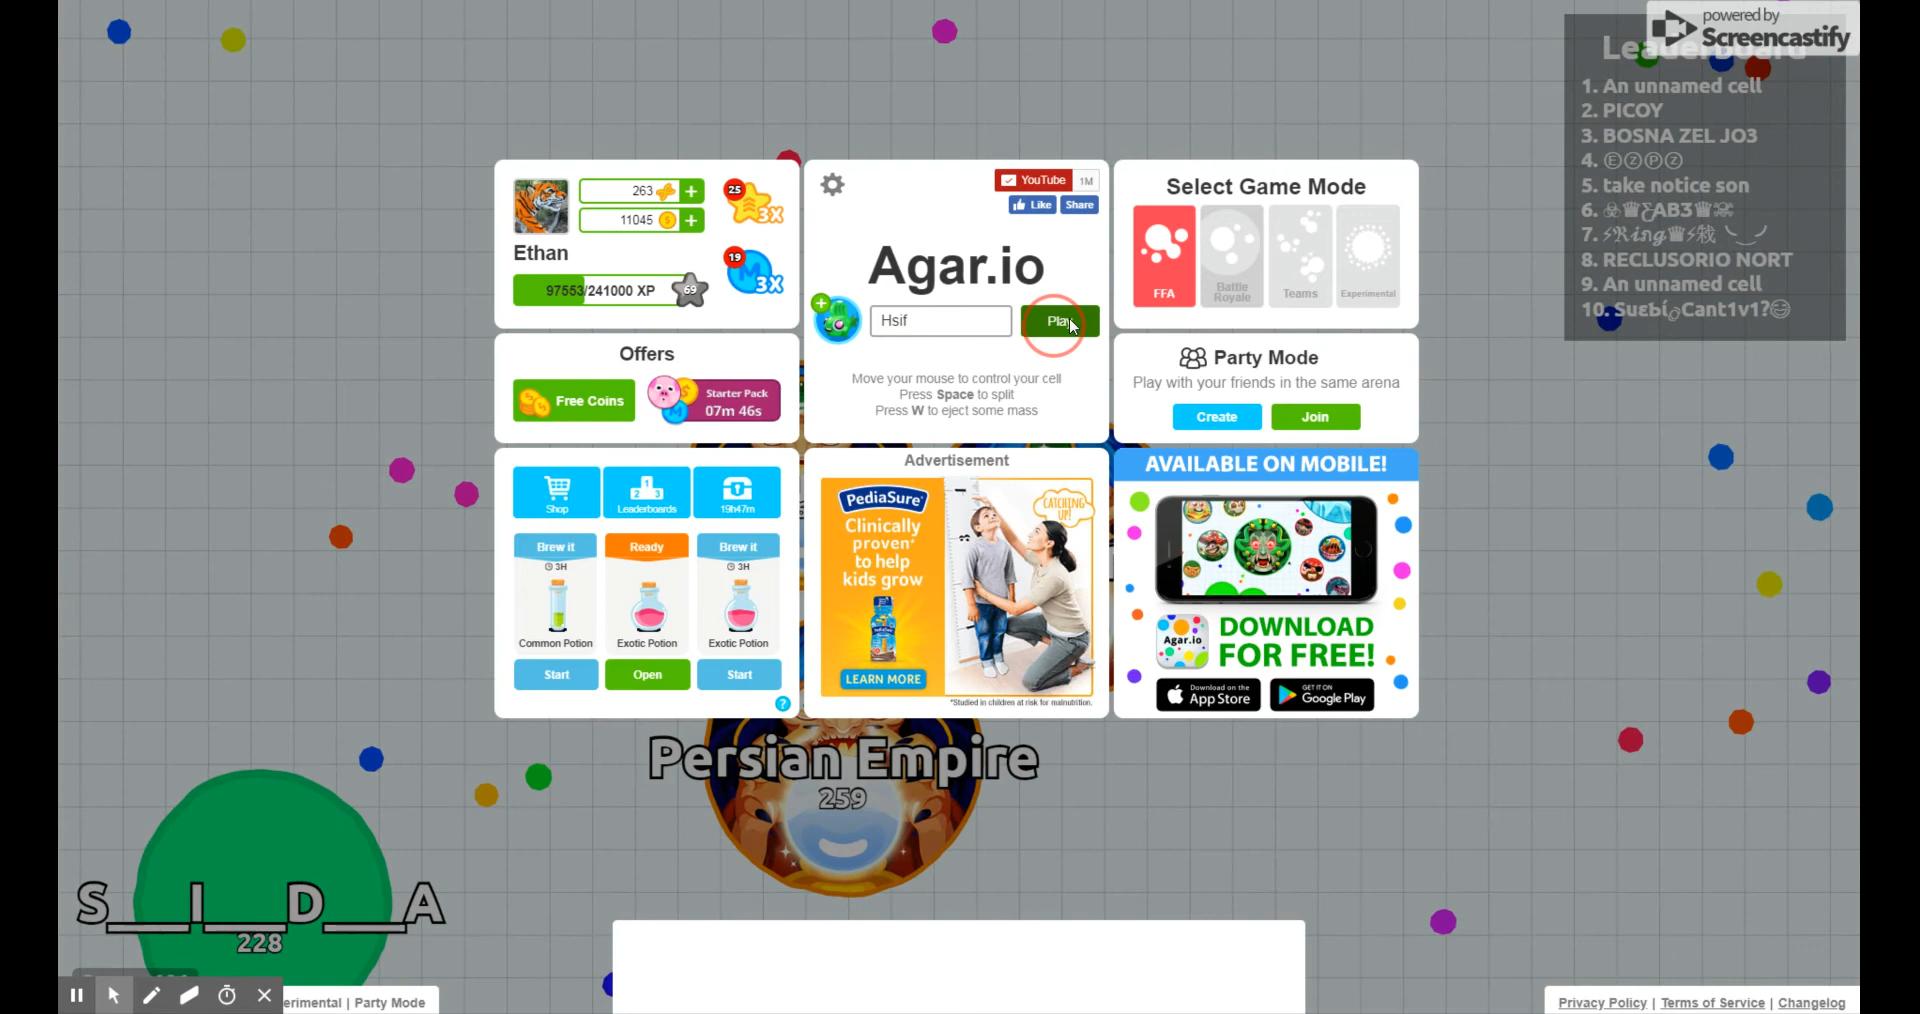 powered by
Screencastify
Leaderboard
1. An unnamed cell
2. PICOY
3. BOSNA ZEL JO3
4. ⒺⓏⓅⓏ
5. take notice son
8. RECLUSORIO NORT
9. An unnamed cell
263
11045
25
3X
Ethan
19
3X
97553/241000 XP
69
YouTube 1M
Like Share
Agar.io
Hsif
Play
Move your mouse to control your cell
Press Space to split
Press W to eject some mass
Select Game Mode
FFA
Battle Royale
Teams
Experimental
Offers
Free Coins
Starter Pack
07m 46s
Party Mode
Play with your friends in the same arena
Create Join
Shop
Leaderboards
19h47m
Brew it
3H
Common Potion
Start
Ready
Exotic Potion
Open
Brew it
3H
Exotic Potion
Start
?
Advertisement
PediaSure
Clinically
proven*
to help
kids grow
LEARN MORE
CATCHING
UP!
*Studied in children at risk for malnutrition.
AVAILABLE ON MOBILE!
Agar.io
DOWNLOAD
FOR FREE!
Download on the
App Store
GET IT ON
Google Play
Persian Empire
259
S___I___D___A
228
erimental | Party Mode
Privacy Policy | Terms of Service | Changelog